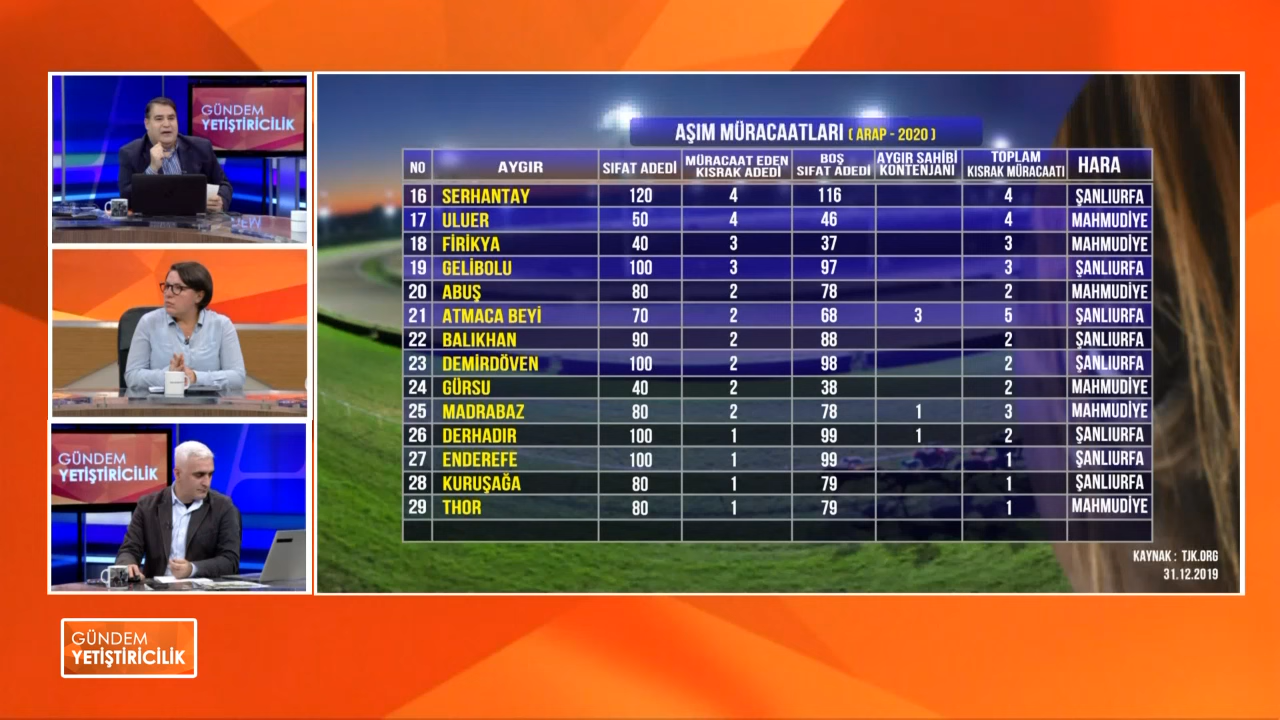 GÜNDEM
YETİŞTİRİCİLİK
GÜNDEM
YETİŞTİRİCİLİK
GÜNDEM
YETİŞTİRİCİLİK
AŞIM MÜRACAATLARI ( ARAP - 2020 )
NO AYGIR SIFAT ADEDİ MÜRACAAT EDEN KISRAK ADEDİ BOŞ SIFAT ADEDİ AYGIR SAHİBİ KONTENJANI TOPLAM KISRAK MÜRACAATI HARA
16 SERHANTAY 120 4 116 4 ŞANLIURFA
17 ULUER 50 4 46 4 MAHMUDİYE
18 FİRİKYA 40 3 37 3 MAHMUDİYE
19 GELİBOLU 100 3 97 3 ŞANLIURFA
20 ABUŞ 80 2 78 2 MAHMUDİYE
21 ATMACA BEYİ 70 2 68 3 5 ŞANLIURFA
22 BALIKHAN 90 2 88 2 ŞANLIURFA
23 DEMİRDÖVEN 100 2 98 2 ŞANLIURFA
24 GÜRSU 40 2 38 2 MAHMUDİYE
25 MADRABAZ 80 2 78 1 3 MAHMUDİYE
26 DERHADIR 100 1 99 1 2 ŞANLIURFA
27 ENDEREFE 100 1 99 1 ŞANLIURFA
28 KURUŞAĞA 80 1 79 1 ŞANLIURFA
29 THOR 80 1 79 1 MAHMUDİYE
KAYNAK : TJK.ORG
31.12.2019